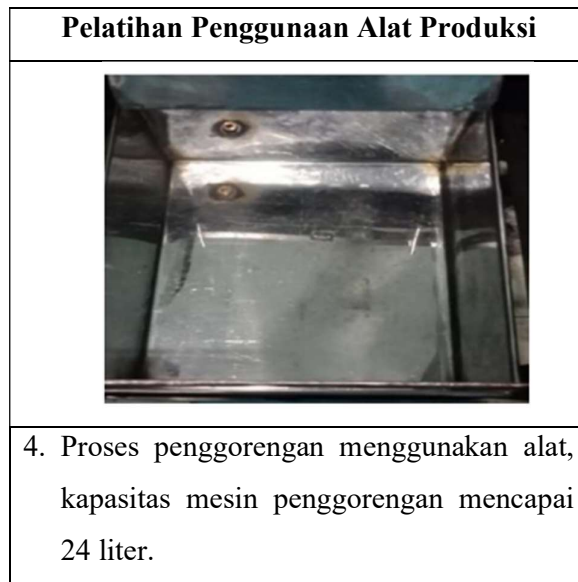 Pelatihan Penggunaan Alat Produksi
4. Proses penggorengan menggunakan alat,
kapasitas mesin penggorengan mencapai
24 liter.